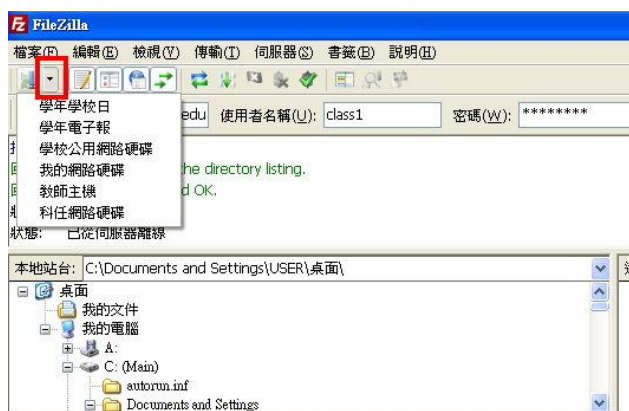 FileZilla
檔案(F) 編輯(E) 檢視(V) 傳輸(T) 伺服器(S) 書籤(B) 說明(H)
學年學校日
學年電子報
學校公用網路硬碟
我的網路硬碟
教師主機
科任網路硬碟
edu 使用者名稱(U): class1 密碼(W): ********
he directory listing.
d OK.
狀態: 已從伺服器離線
本地站台: C:\Documents and Settings\USER\桌面\
桌面
我的文件
我的電腦
A:
C: (Main)
autorun.inf
Documents and Settings